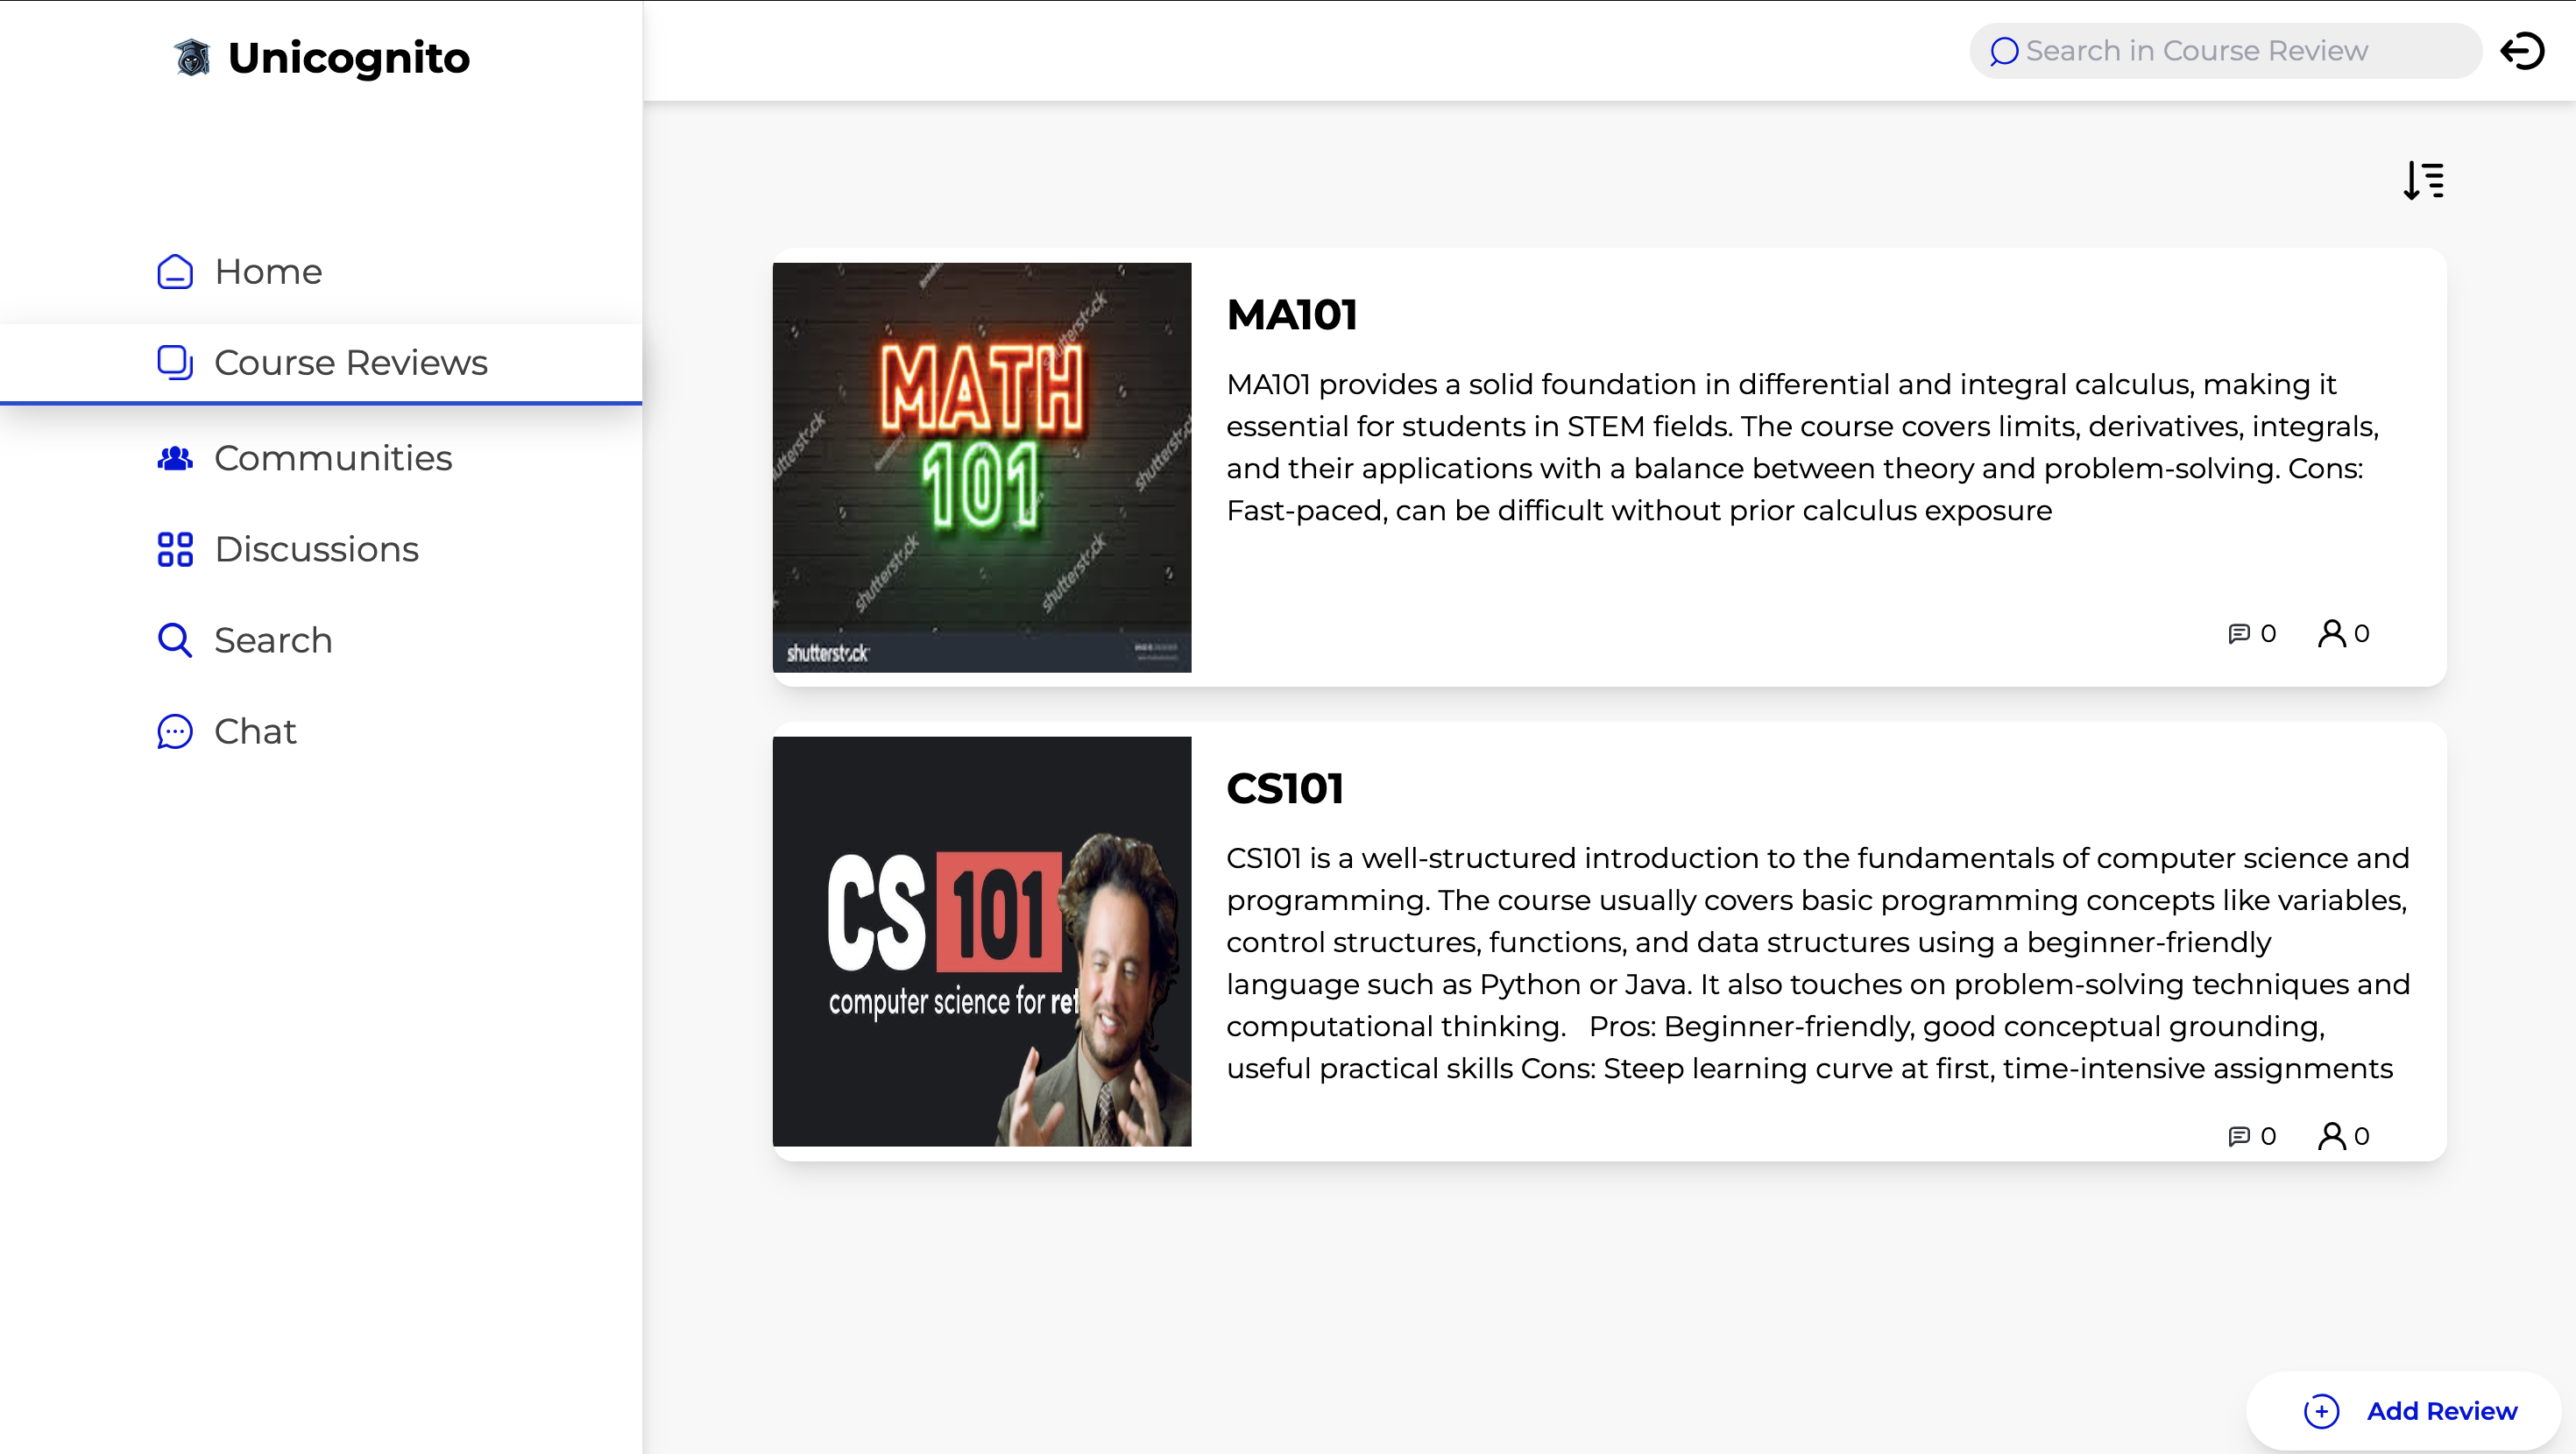 Unicognito
Search in Course Review
Home
Course Reviews
Communities
Discussions
Search
Chat
MATH
101
shutterstock
shutterstock
shutterstock
shutterstock
shutterstock
MA101
MA101 provides a solid foundation in differential and integral calculus, making it
essential for students in STEM fields. The course covers limits, derivatives, integrals,
and their applications with a balance between theory and problem-solving. Cons:
Fast-paced, can be difficult without prior calculus exposure
0 0
CS 101
computer science for ret
CS101
CS101 is a well-structured introduction to the fundamentals of computer science and
programming. The course usually covers basic programming concepts like variables,
control structures, functions, and data structures using a beginner-friendly
language such as Python or Java. It also touches on problem-solving techniques and
computational thinking.   Pros: Beginner-friendly, good conceptual grounding,
useful practical skills Cons: Steep learning curve at first, time-intensive assignments
0 0
Add Review